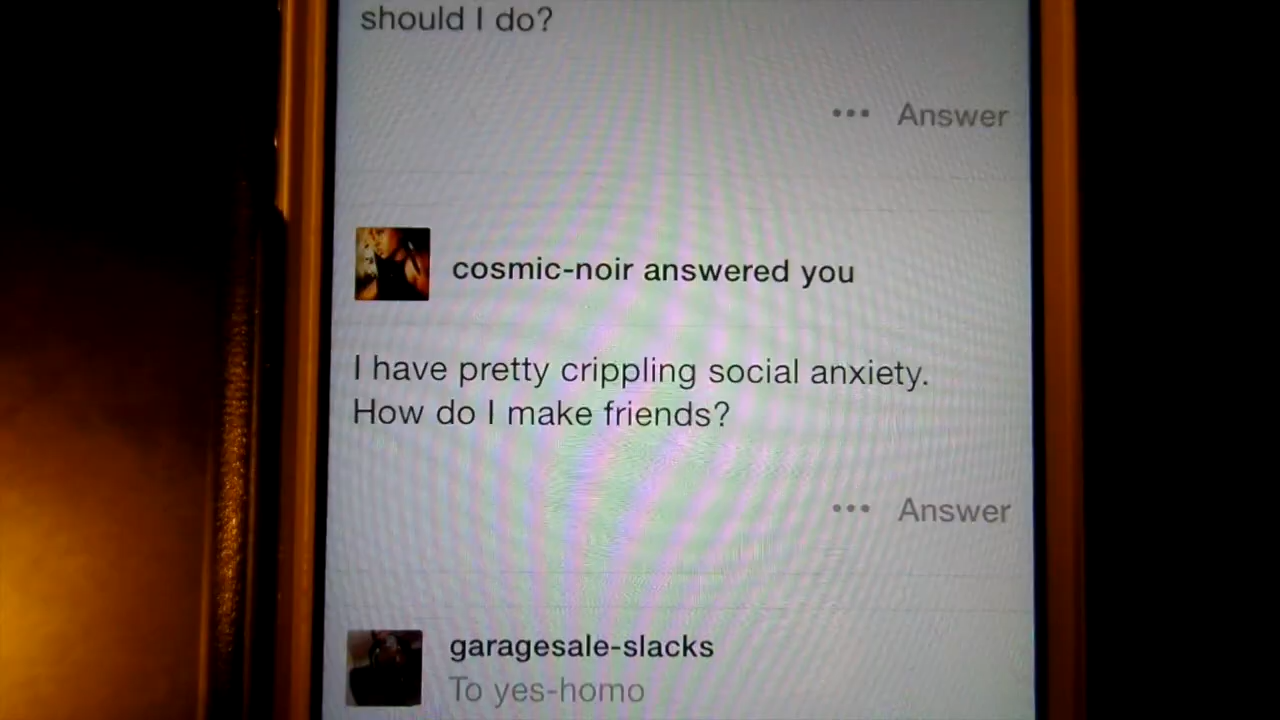 should I do?
••• Answer
cosmic-noir answered you
I have pretty crippling social anxiety.
How do I make friends?
••• Answer
garagesale-slacks
To yes-homo